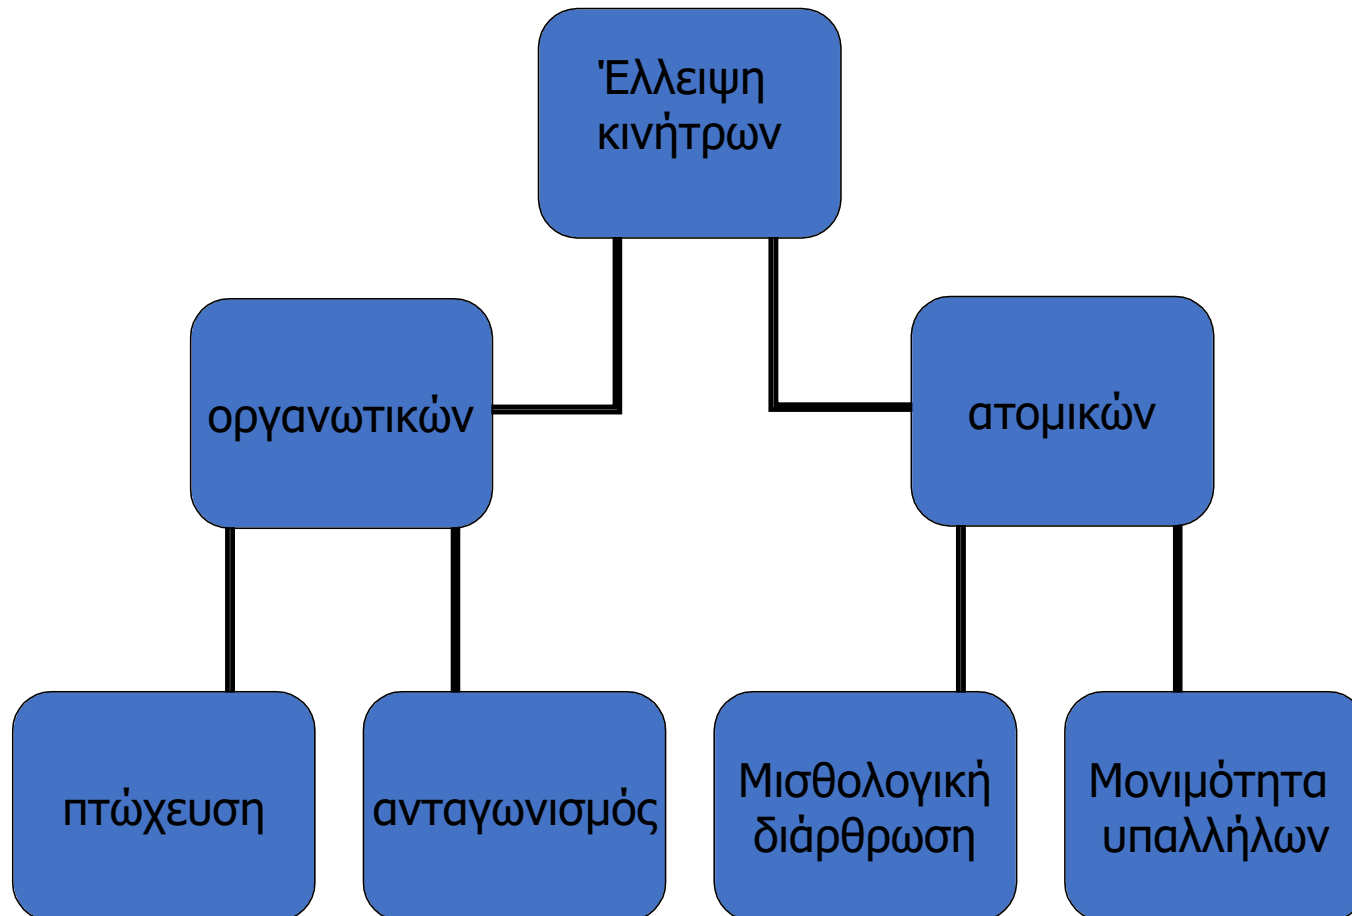 Έλλειψη
κινήτρων
οργανωτικών
ατομικών
πτώχευση
ανταγωνισμός
Μισθολογική
διάρθρωση
Μονιμότητα
υπαλλήλων